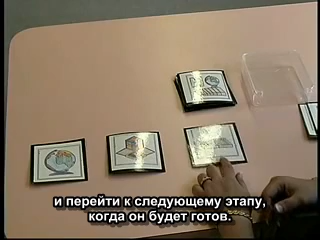 и перейти к следующему этапу,
когда он будет готов.